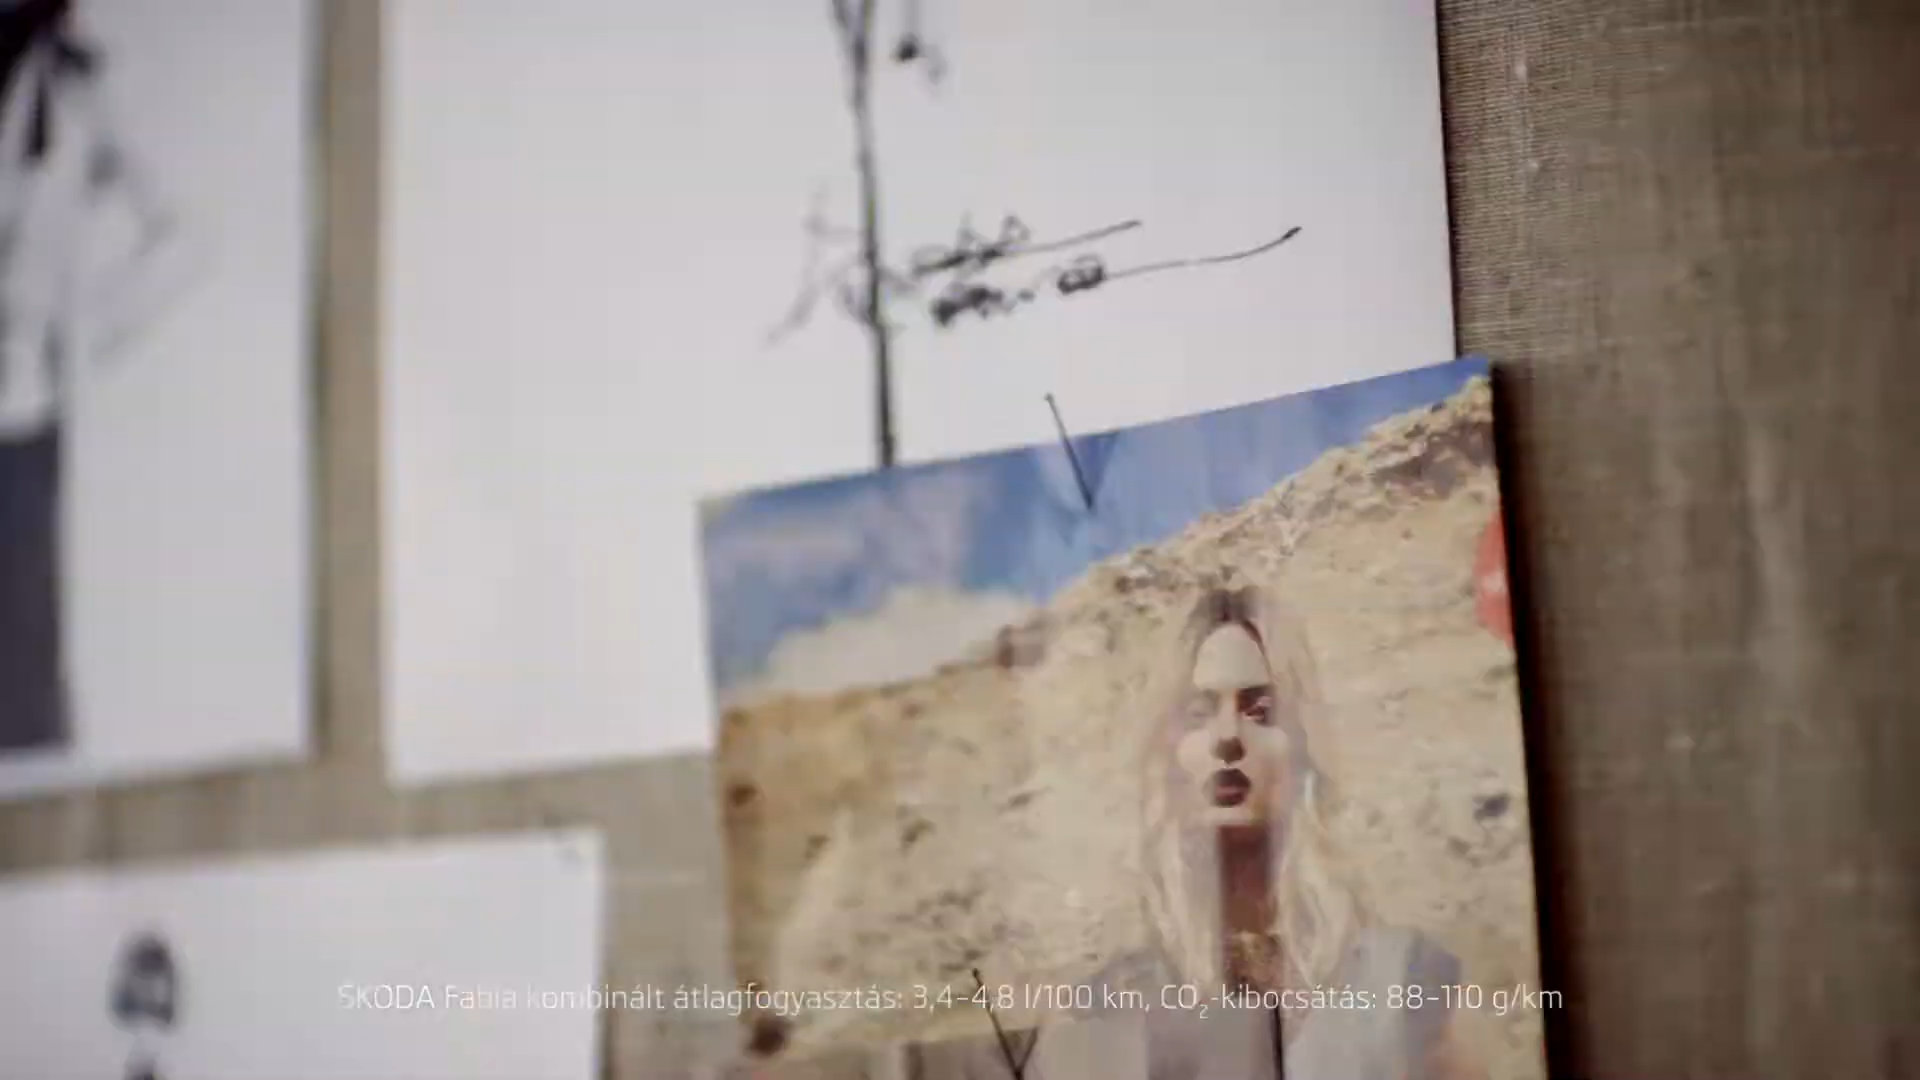 ŠKODA Fabia kombinált átlagfogyasztás: 3,4–4,8 l/100 km, CO₂-kibocsátás: 88–110 g/km